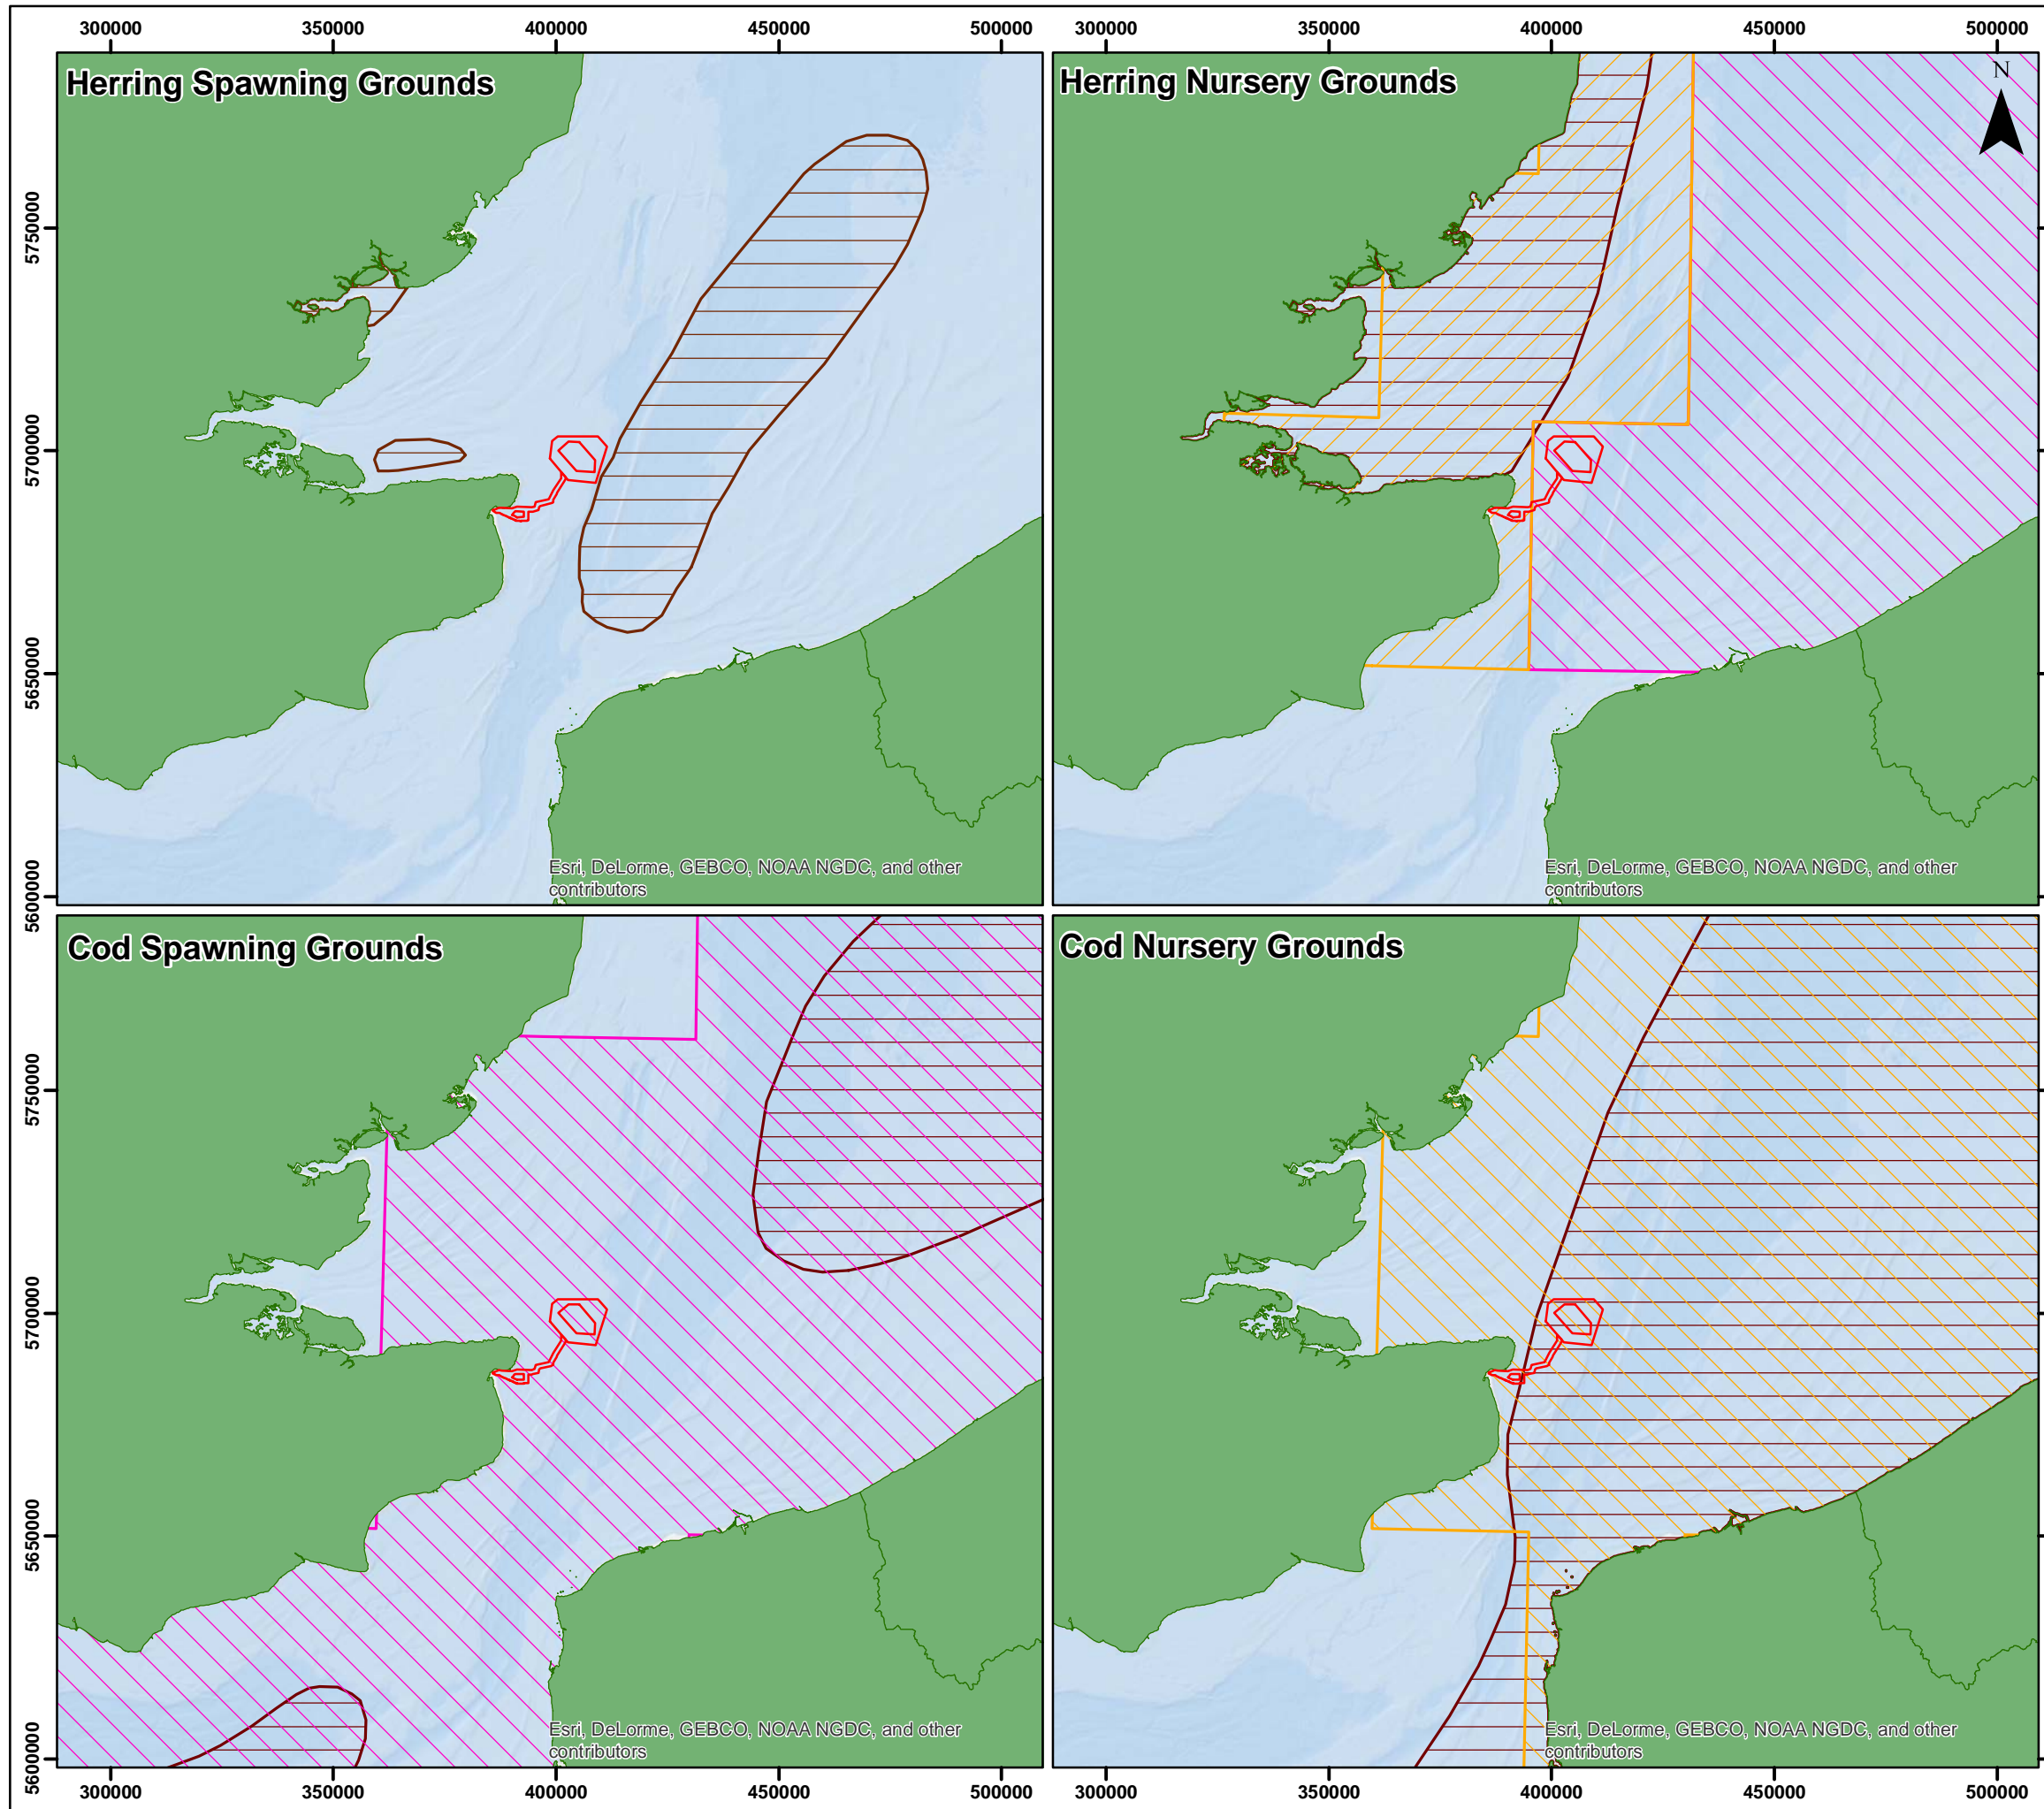 300000 350000 400000 450000 500000 300000 350000 400000 450000 500000
Herring Spawning Grounds
Herring Nursery Grounds
N
5750000
5700000
5650000
5600000
Esri, DeLorme, GEBCO, NOAA NGDC, and other
contributors
Esri, DeLorme, GEBCO, NOAA NGDC, and other
contributors
Cod Spawning Grounds
Cod Nursery Grounds
5750000
5700000
5650000
5600000
Esri, DeLorme, GEBCO, NOAA NGDC, and other
contributors
Esri, DeLorme, GEBCO, NOAA NGDC, and other
contributors
300000 350000 400000 450000 500000 300000 350000 400000 450000 500000